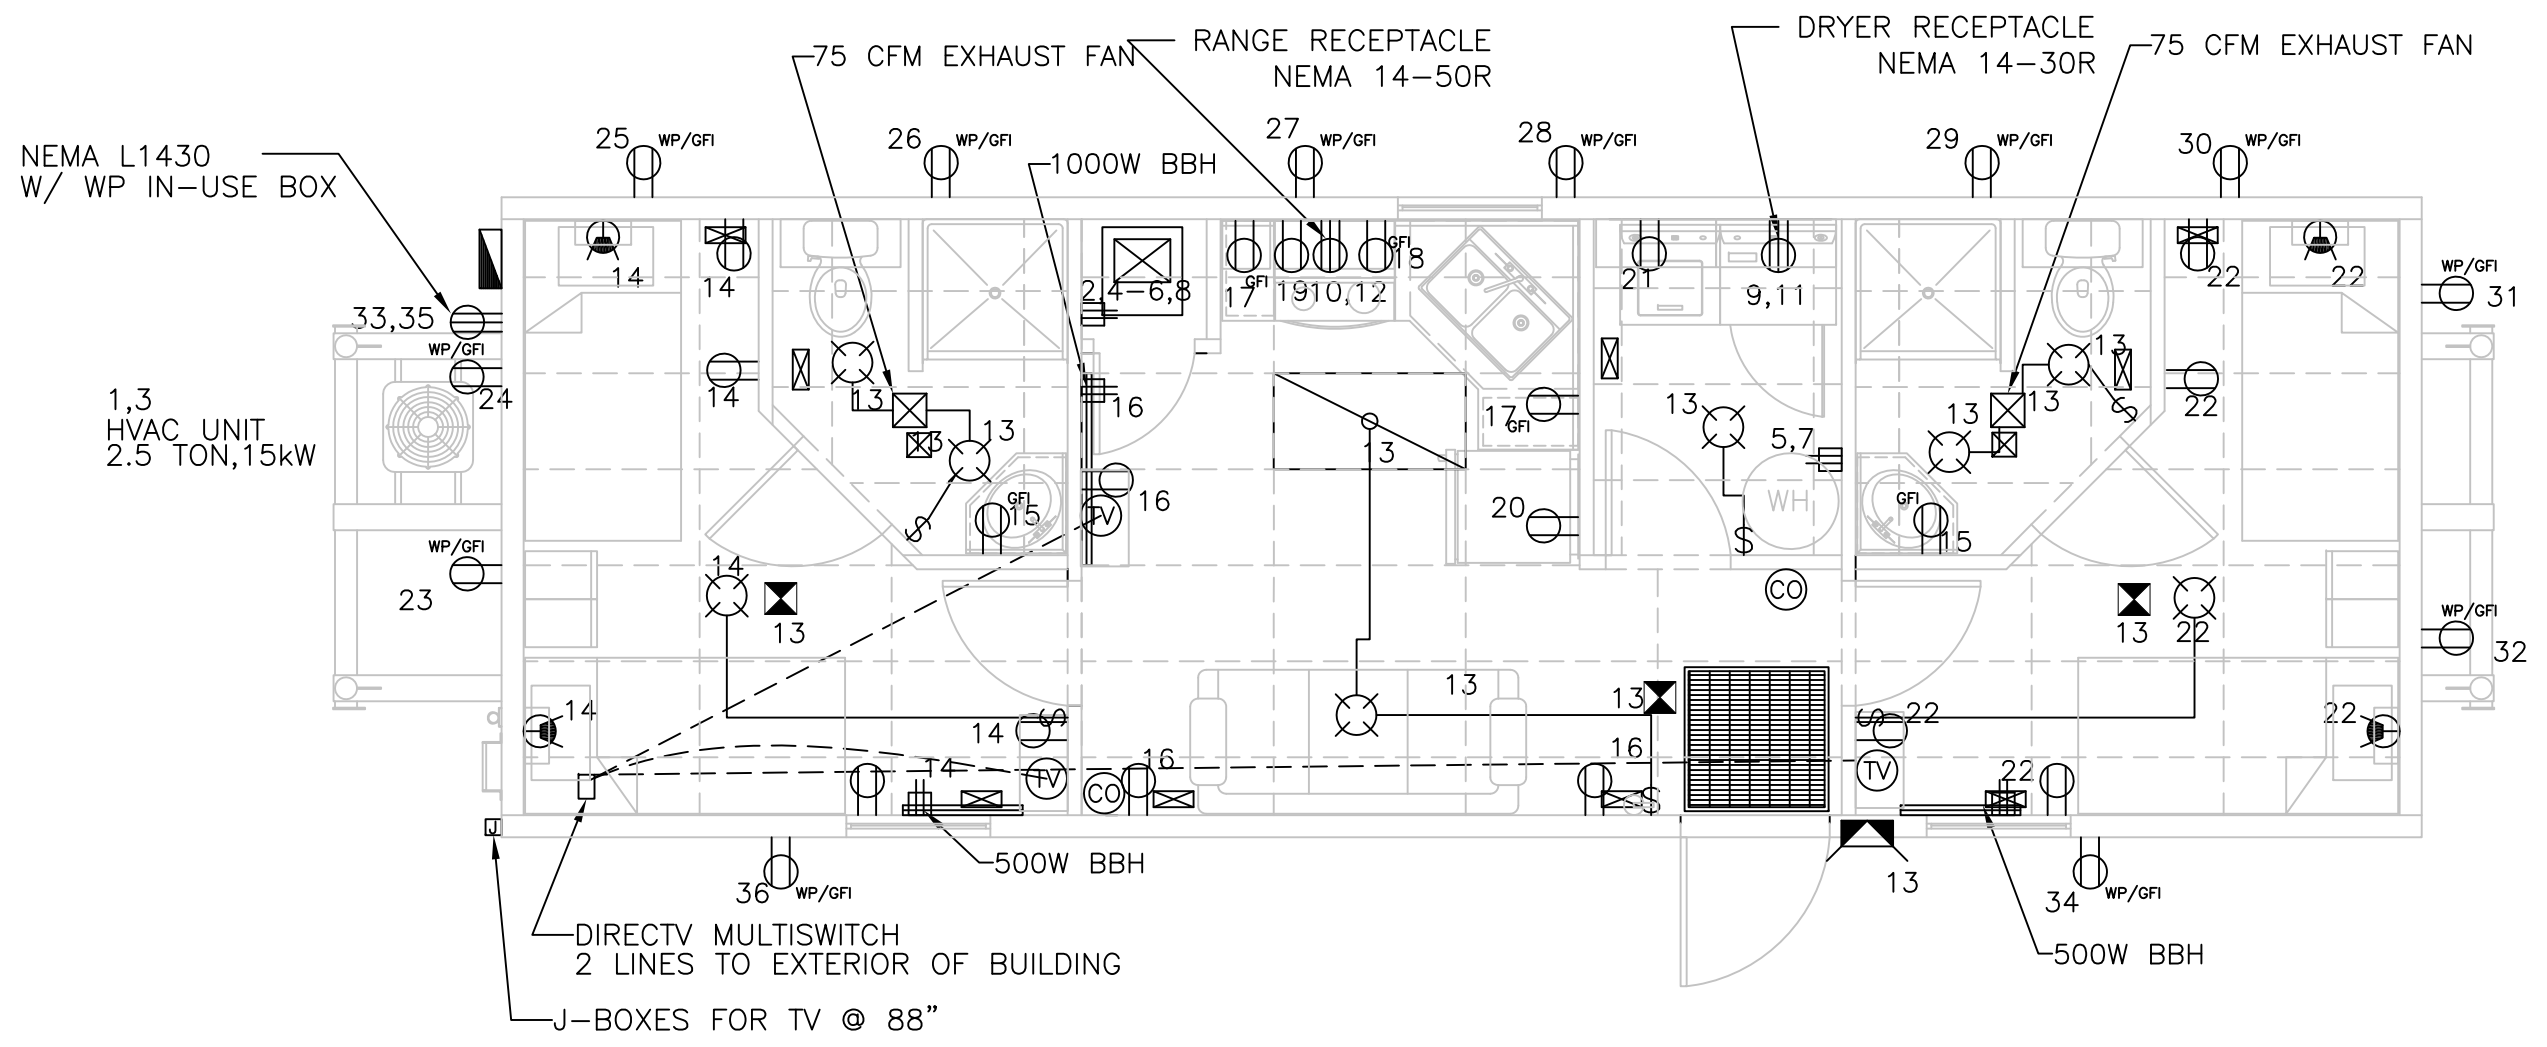 RANGE RECEPTACLE
NEMA 14-50R
DRYER RECEPTACLE
NEMA 14-30R
75 CFM EXHAUST FAN
75 CFM EXHAUST FAN
NEMA L1430
W/ WP IN-USE BOX
25 WP/GFI
26 WP/GFI
1000W BBH
27 WP/GFI
28 WP/GFI
29 WP/GFI
30 WP/GFI
14
14
2,4-6,8
17 GFI
19
10,12
GFI
18
21
9,11
22
22
WP/GFI
31
33,35
WP/GFI
24
1,3
HVAC UNIT
2.5 TON,15kW
14
13
13
13
16
13
17
GFI
13
5,7
13
13
13
$
22
GFI
15
$
16
TV
20
WH
$
GFI
15
WP/GFI
23
14
13
CO
13
22
WP/GFI
32
14
14
$
13
13
$
22
22
14
TV
CO
16
16
$
TV
22
J
36 WP/GFI
500W BBH
13
34 WP/GFI
500W BBH
DIRECTV MULTISWITCH
2 LINES TO EXTERIOR OF BUILDING
J-BOXES FOR TV @ 88"